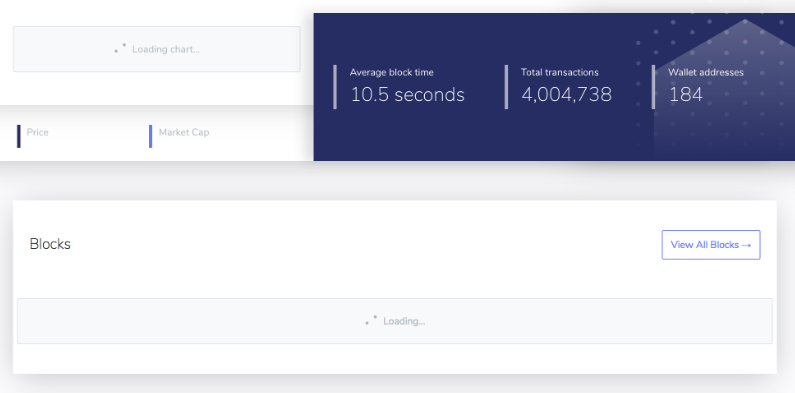 Loading chart...
Price
Market Cap
Average block time
10.5 seconds
Total transactions
4,004,738
Wallet addresses
184
Blocks
View All Blocks →
Loading...